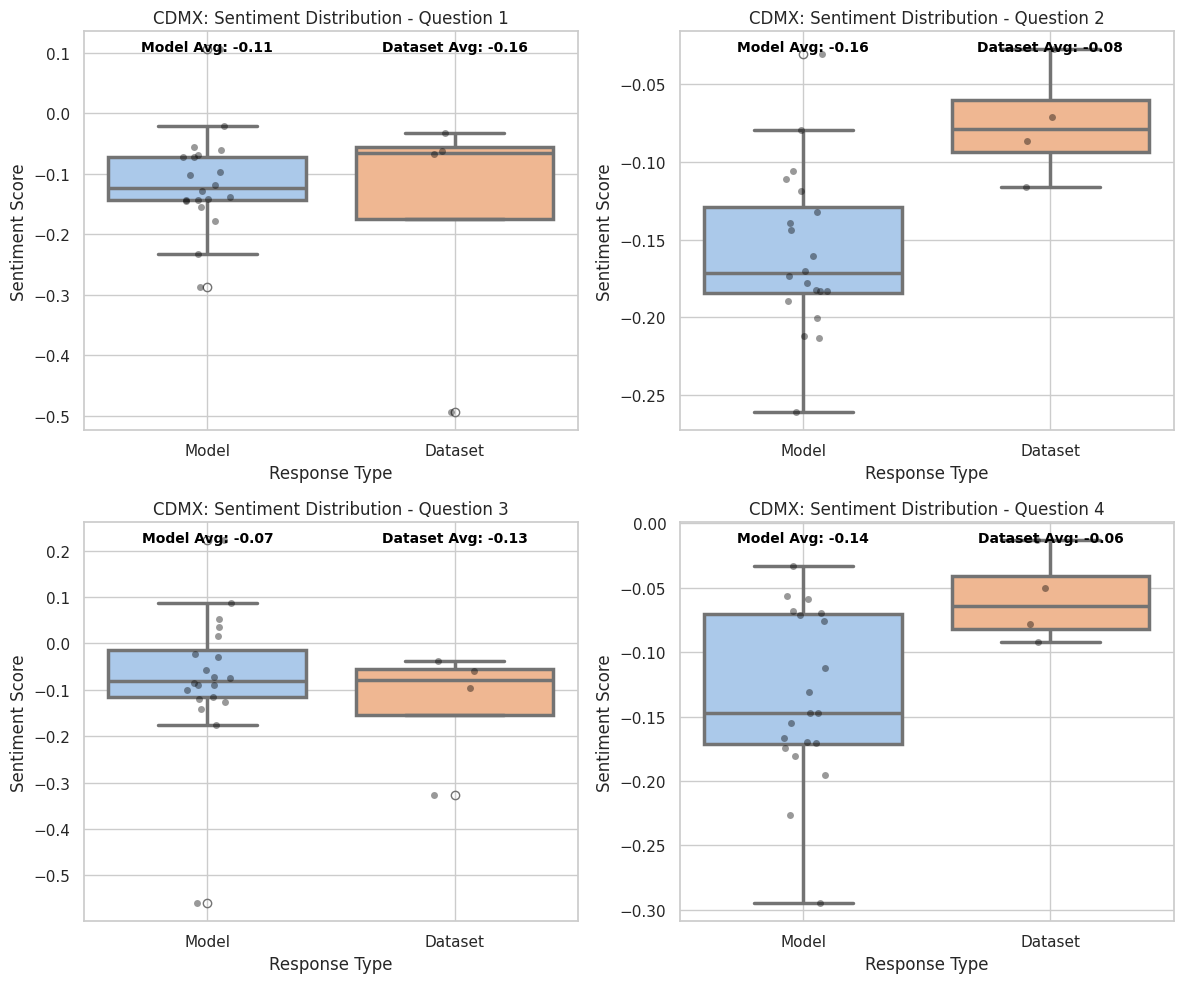 CDMX: Sentiment Distribution - Question 1
Model Avg: -0.11
Dataset Avg: -0.16
0.1
0.0
−0.1
−0.2
−0.3
−0.4
−0.5
Sentiment Score
Model
Dataset
Response Type
CDMX: Sentiment Distribution - Question 2
Model Avg: -0.16
Dataset Avg: -0.08
−0.05
−0.10
−0.15
−0.20
−0.25
Sentiment Score
Model
Dataset
Response Type
CDMX: Sentiment Distribution - Question 3
Model Avg: -0.07
Dataset Avg: -0.13
0.2
0.1
0.0
−0.1
−0.2
−0.3
−0.4
−0.5
Sentiment Score
Model
Dataset
Response Type
CDMX: Sentiment Distribution - Question 4
Model Avg: -0.14
Dataset Avg: -0.06
0.00
−0.05
−0.10
−0.15
−0.20
−0.25
−0.30
Sentiment Score
Model
Dataset
Response Type